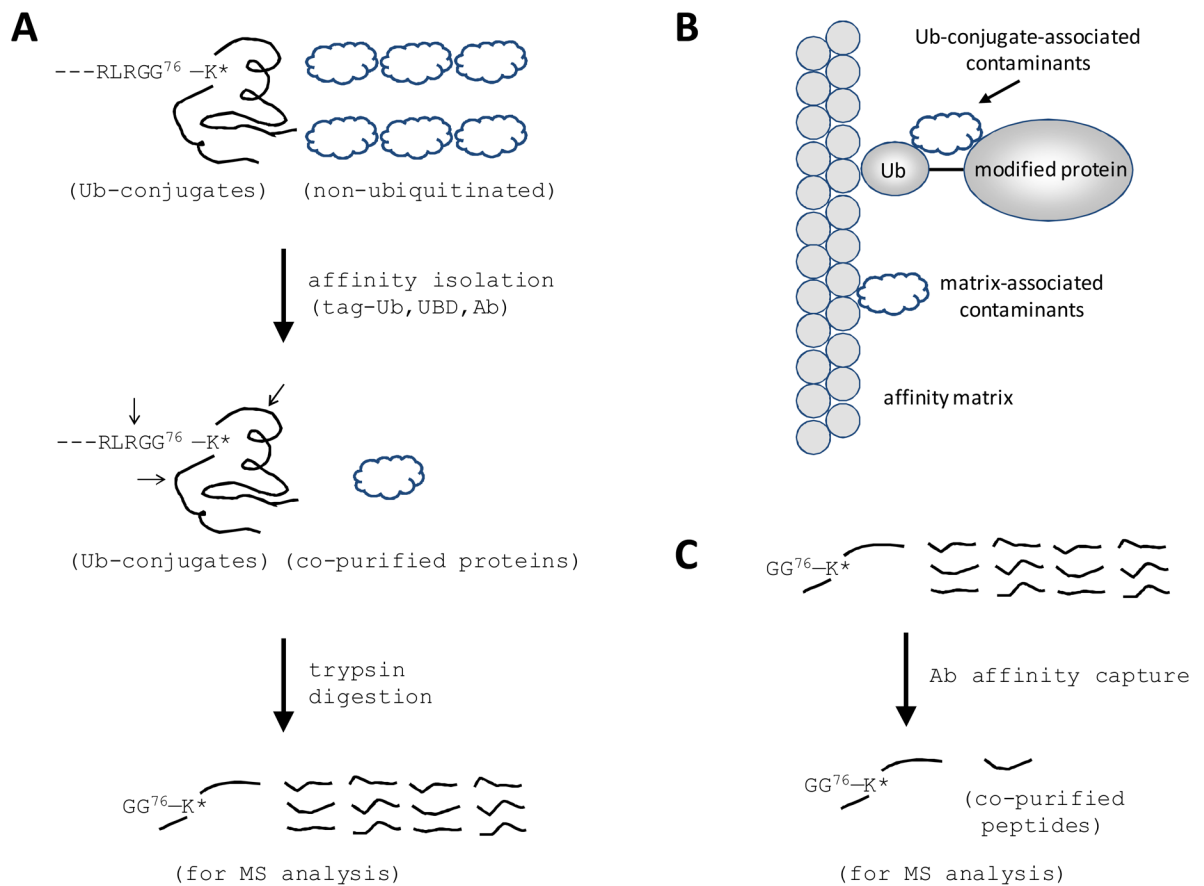 A
---RLRGG76 —K*
(Ub-conjugates) (non-ubiquitinated)
affinity isolation
(tag-Ub,UBD,Ab)
---RLRGG76 —K*
(Ub-conjugates) (co-purified proteins)
trypsin
digestion
GG76—K*
(for MS analysis)
B
Ub-conjugate-associated
contaminants
Ub
modified protein
matrix-associated
contaminants
affinity matrix
C
GG76—K*
Ab affinity capture
GG76—K*
(co-purified
peptides)
(for MS analysis)